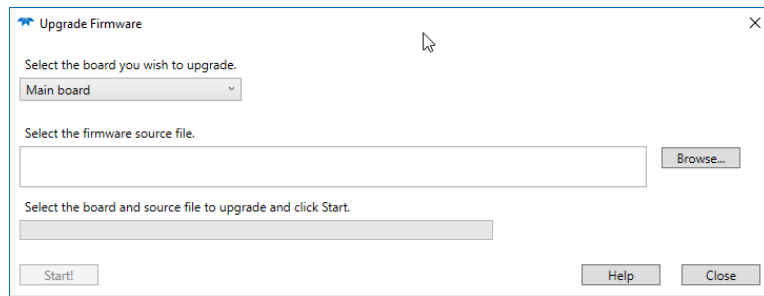 Upgrade Firmware
Select the board you wish to upgrade.
Main board
Select the firmware source file.
Browse...
Select the board and source file to upgrade and click Start.
Start!
Help
Close